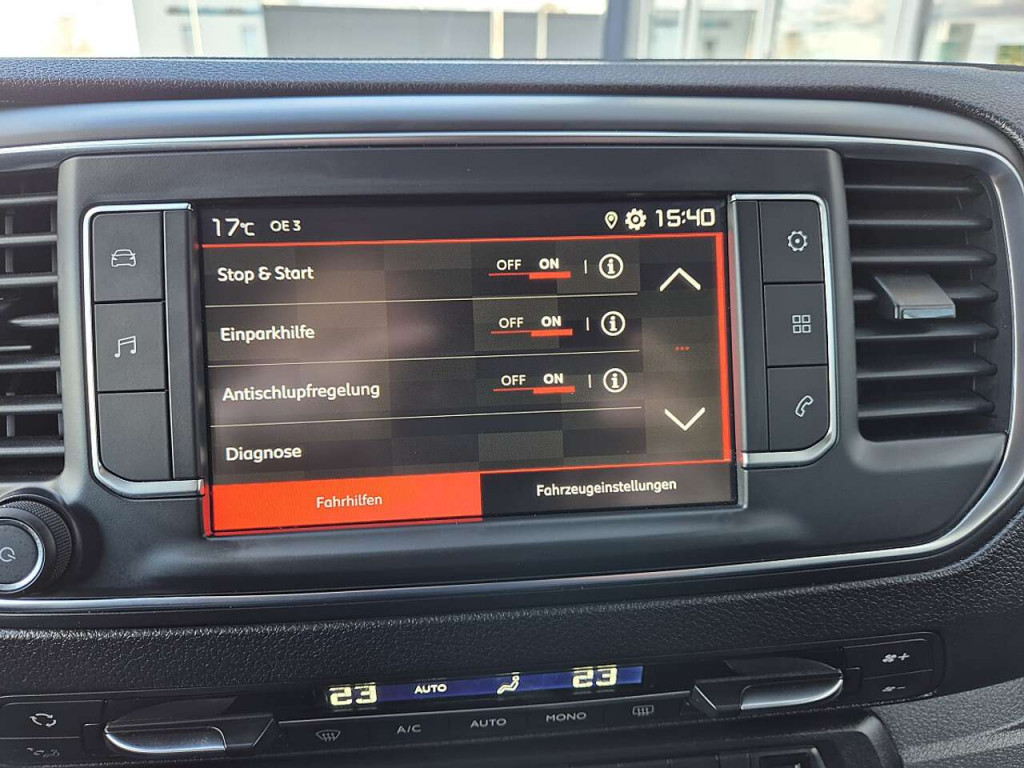 17°C OE 3 15:40
Stop & Start OFF ON
Einparkhilfe OFF ON
Antischlupfregelung OFF ON
Diagnose
Fahrhilfen Fahrzeugeinstellungen
23 AUTO 23
A/C AUTO MONO